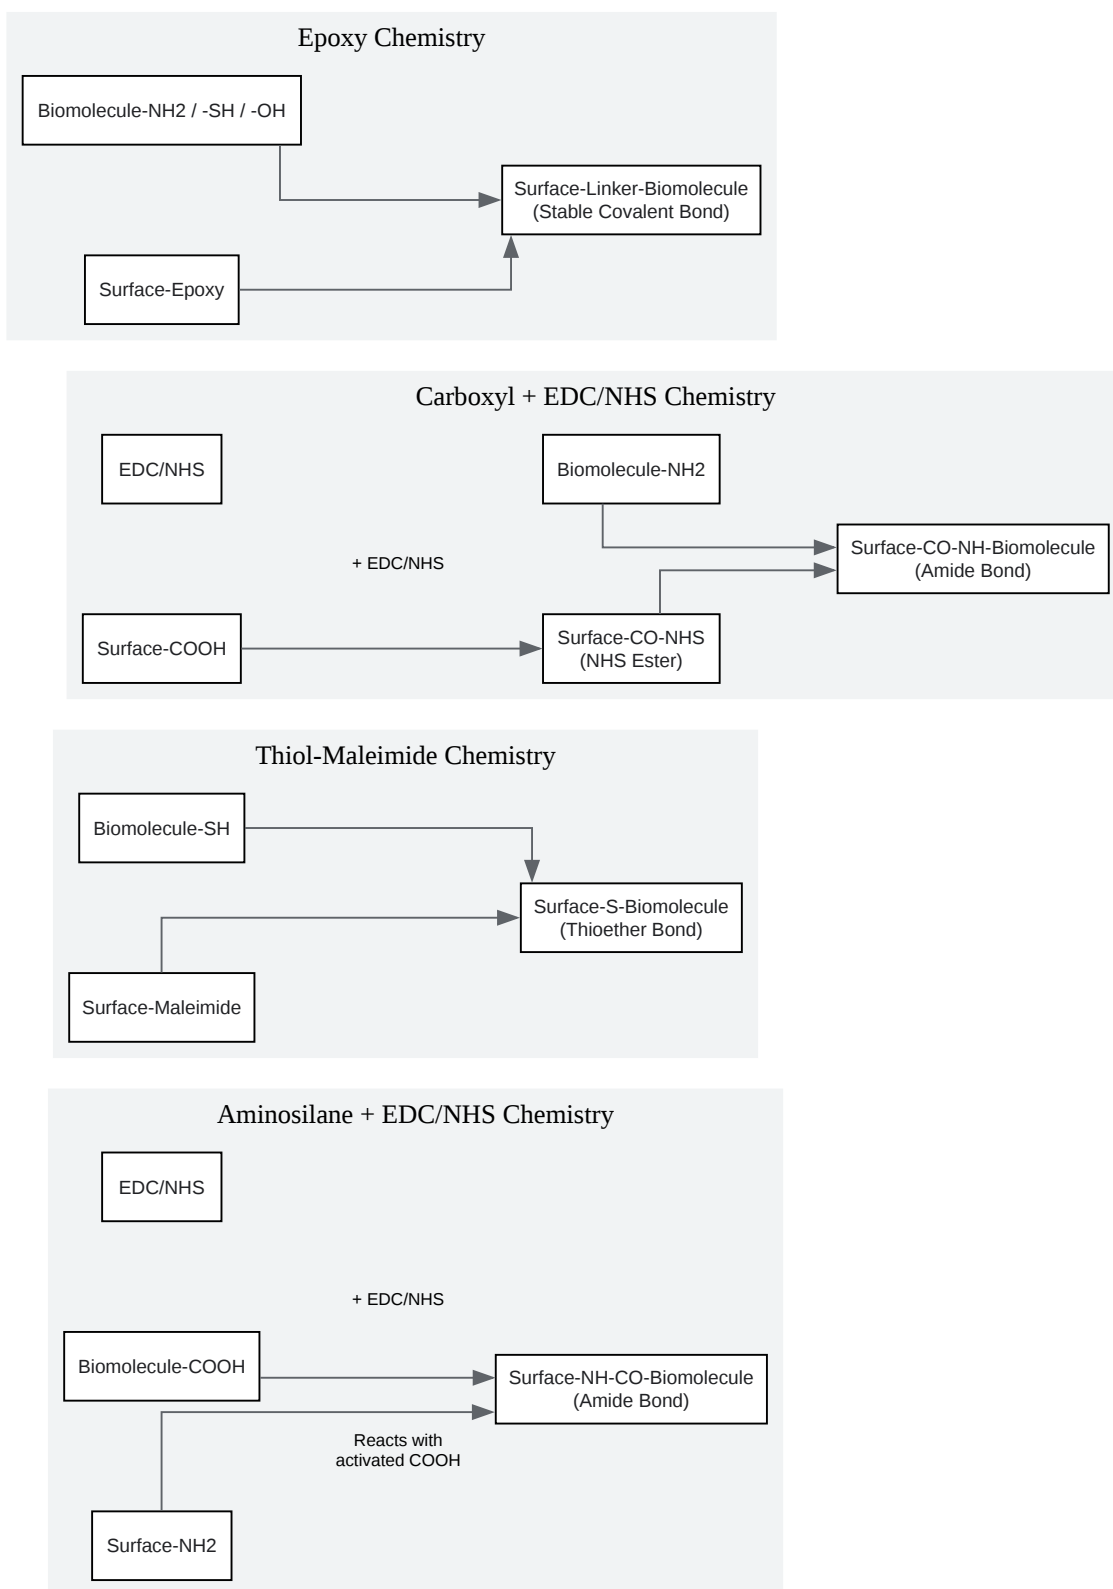 Epoxy Chemistry
Biomolecule-NH2 / -SH / -OH
Surface-Linker-Biomolecule
(Stable Covalent Bond)
Surface-Epoxy
Carboxyl + EDC/NHS Chemistry
EDC/NHS
Biomolecule-NH2
Surface-CO-NH-Biomolecule
(Amide Bond)
+ EDC/NHS
Surface-COOH
Surface-CO-NHS
(NHS Ester)
Thiol-Maleimide Chemistry
Biomolecule-SH
Surface-S-Biomolecule
(Thioether Bond)
Surface-Maleimide
Aminosilane + EDC/NHS Chemistry
EDC/NHS
+ EDC/NHS
Biomolecule-COOH
Surface-NH-CO-Biomolecule
(Amide Bond)
Reacts with
activated COOH
Surface-NH2